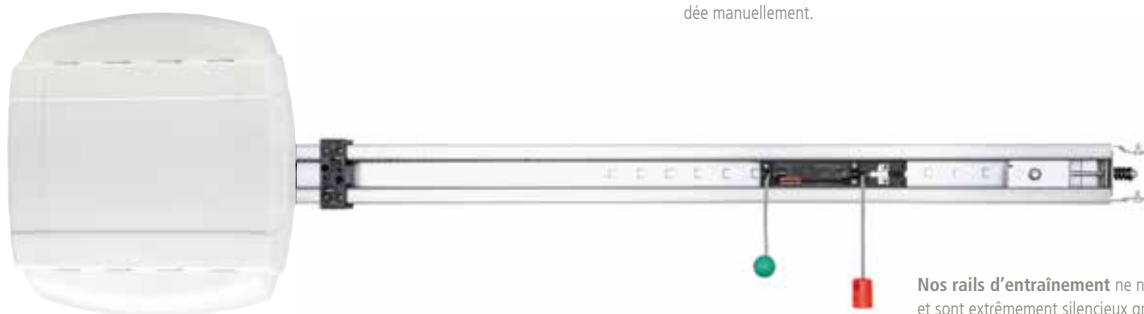 dée manuellement.
Nos rails d’entraînement ne n
et sont extrêmement silencieux gr